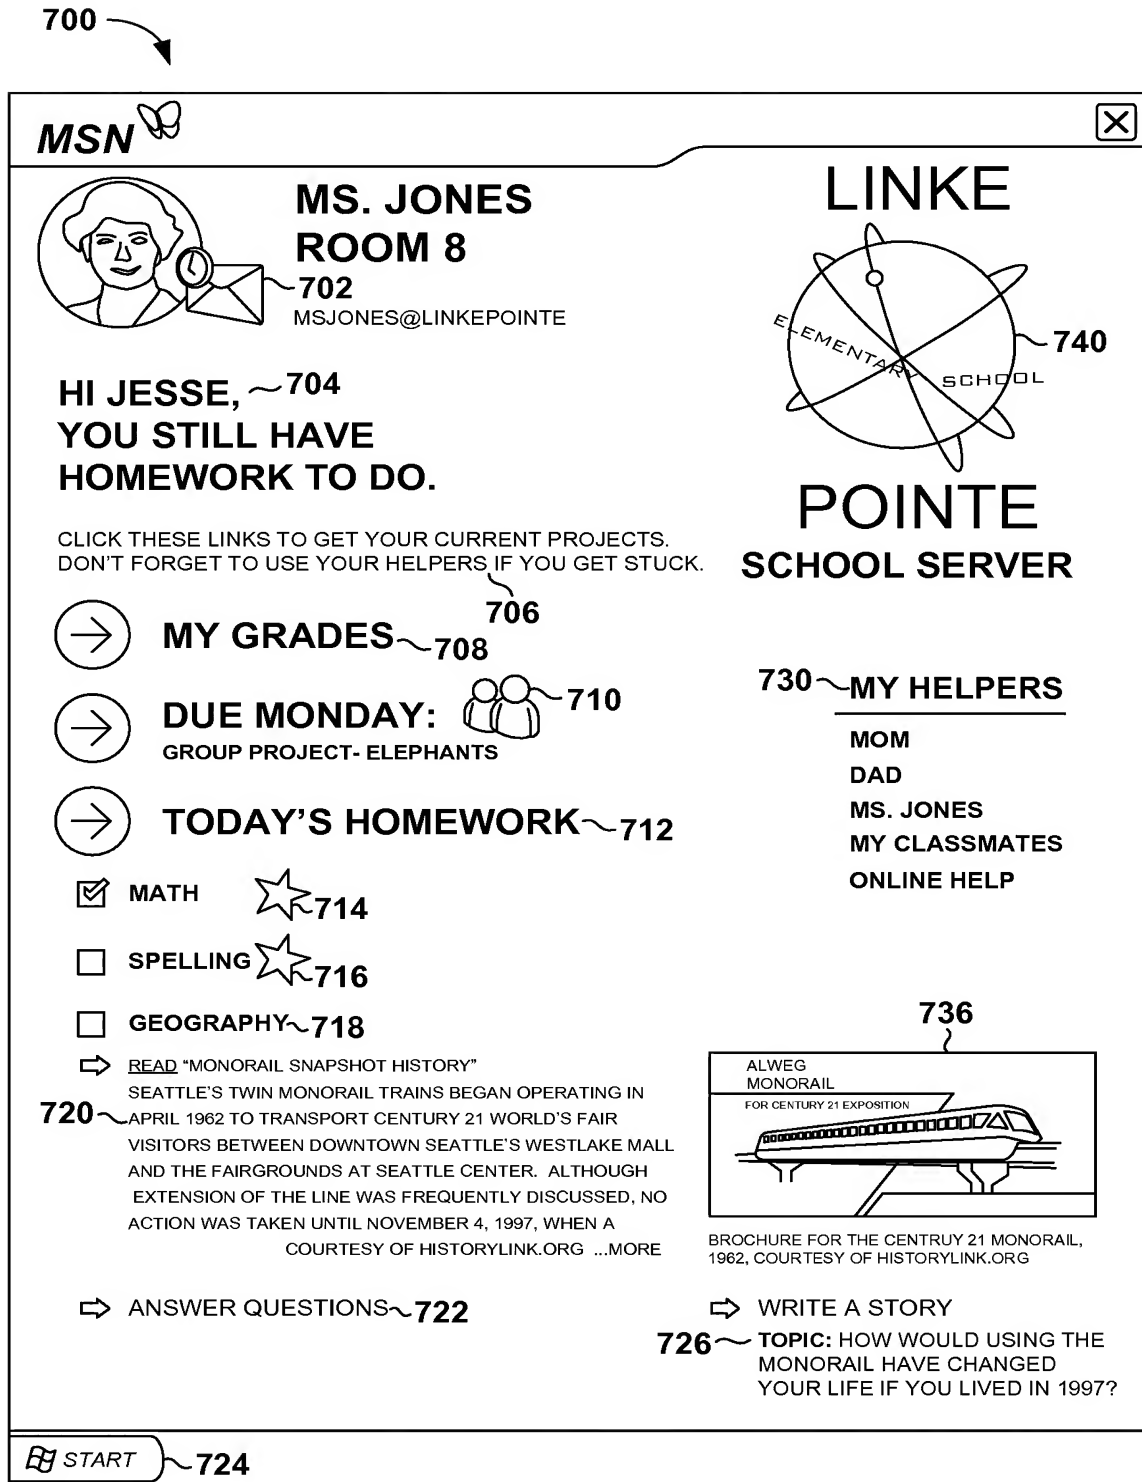 700
MSN
MS. JONES
ROOM 8
702
MSJONES@LINKEPOINTE
LINKE
ELEMENTARY SCHOOL
740
POINTE
SCHOOL SERVER
HI JESSE, 704
YOU STILL HAVE
HOMEWORK TO DO.
CLICK THESE LINKS TO GET YOUR CURRENT PROJECTS.
DON'T FORGET TO USE YOUR HELPERS IF YOU GET STUCK.
706
MY GRADES 708
DUE MONDAY: 710
GROUP PROJECT- ELEPHANTS
TODAY'S HOMEWORK 712
730 MY HELPERS
MOM
DAD
MS. JONES
MY CLASSMATES
ONLINE HELP
MATH 714
SPELLING 716
GEOGRAPHY 718
READ “MONORAIL SNAPSHOT HISTORY”
SEATTLE'S TWIN MONORAIL TRAINS BEGAN OPERATING IN
720 APRIL 1962 TO TRANSPORT CENTURY 21 WORLD'S FAIR
VISITORS BETWEEN DOWNTOWN SEATTLE'S WESTLAKE MALL
AND THE FAIRGROUNDS AT SEATTLE CENTER. ALTHOUGH
EXTENSION OF THE LINE WAS FREQUENTLY DISCUSSED, NO
ACTION WAS TAKEN UNTIL NOVEMBER 4, 1997, WHEN A
COURTESY OF HISTORYLINK.ORG ...MORE
736
ALWEG
MONORAIL
FOR CENTURY 21 EXPOSITION
BROCHURE FOR THE CENTRUY 21 MONORAIL,
1962, COURTESY OF HISTORYLINK.ORG
ANSWER QUESTIONS 722
WRITE A STORY
726 TOPIC: HOW WOULD USING THE
MONORAIL HAVE CHANGED
YOUR LIFE IF YOU LIVED IN 1997?
START 724